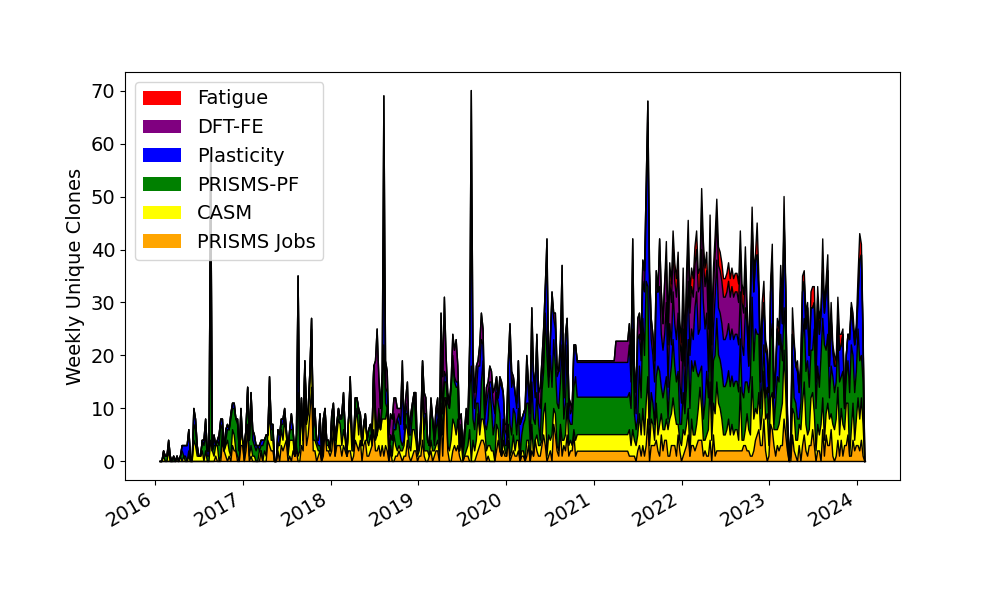 Weekly Unique Clones
70
60
50
40
30
20
10
0
Fatigue
DFT-FE
Plasticity
PRISMS-PF
CASM
PRISMS Jobs
2016
2017
2018
2019
2020
2021
2022
2023
2024